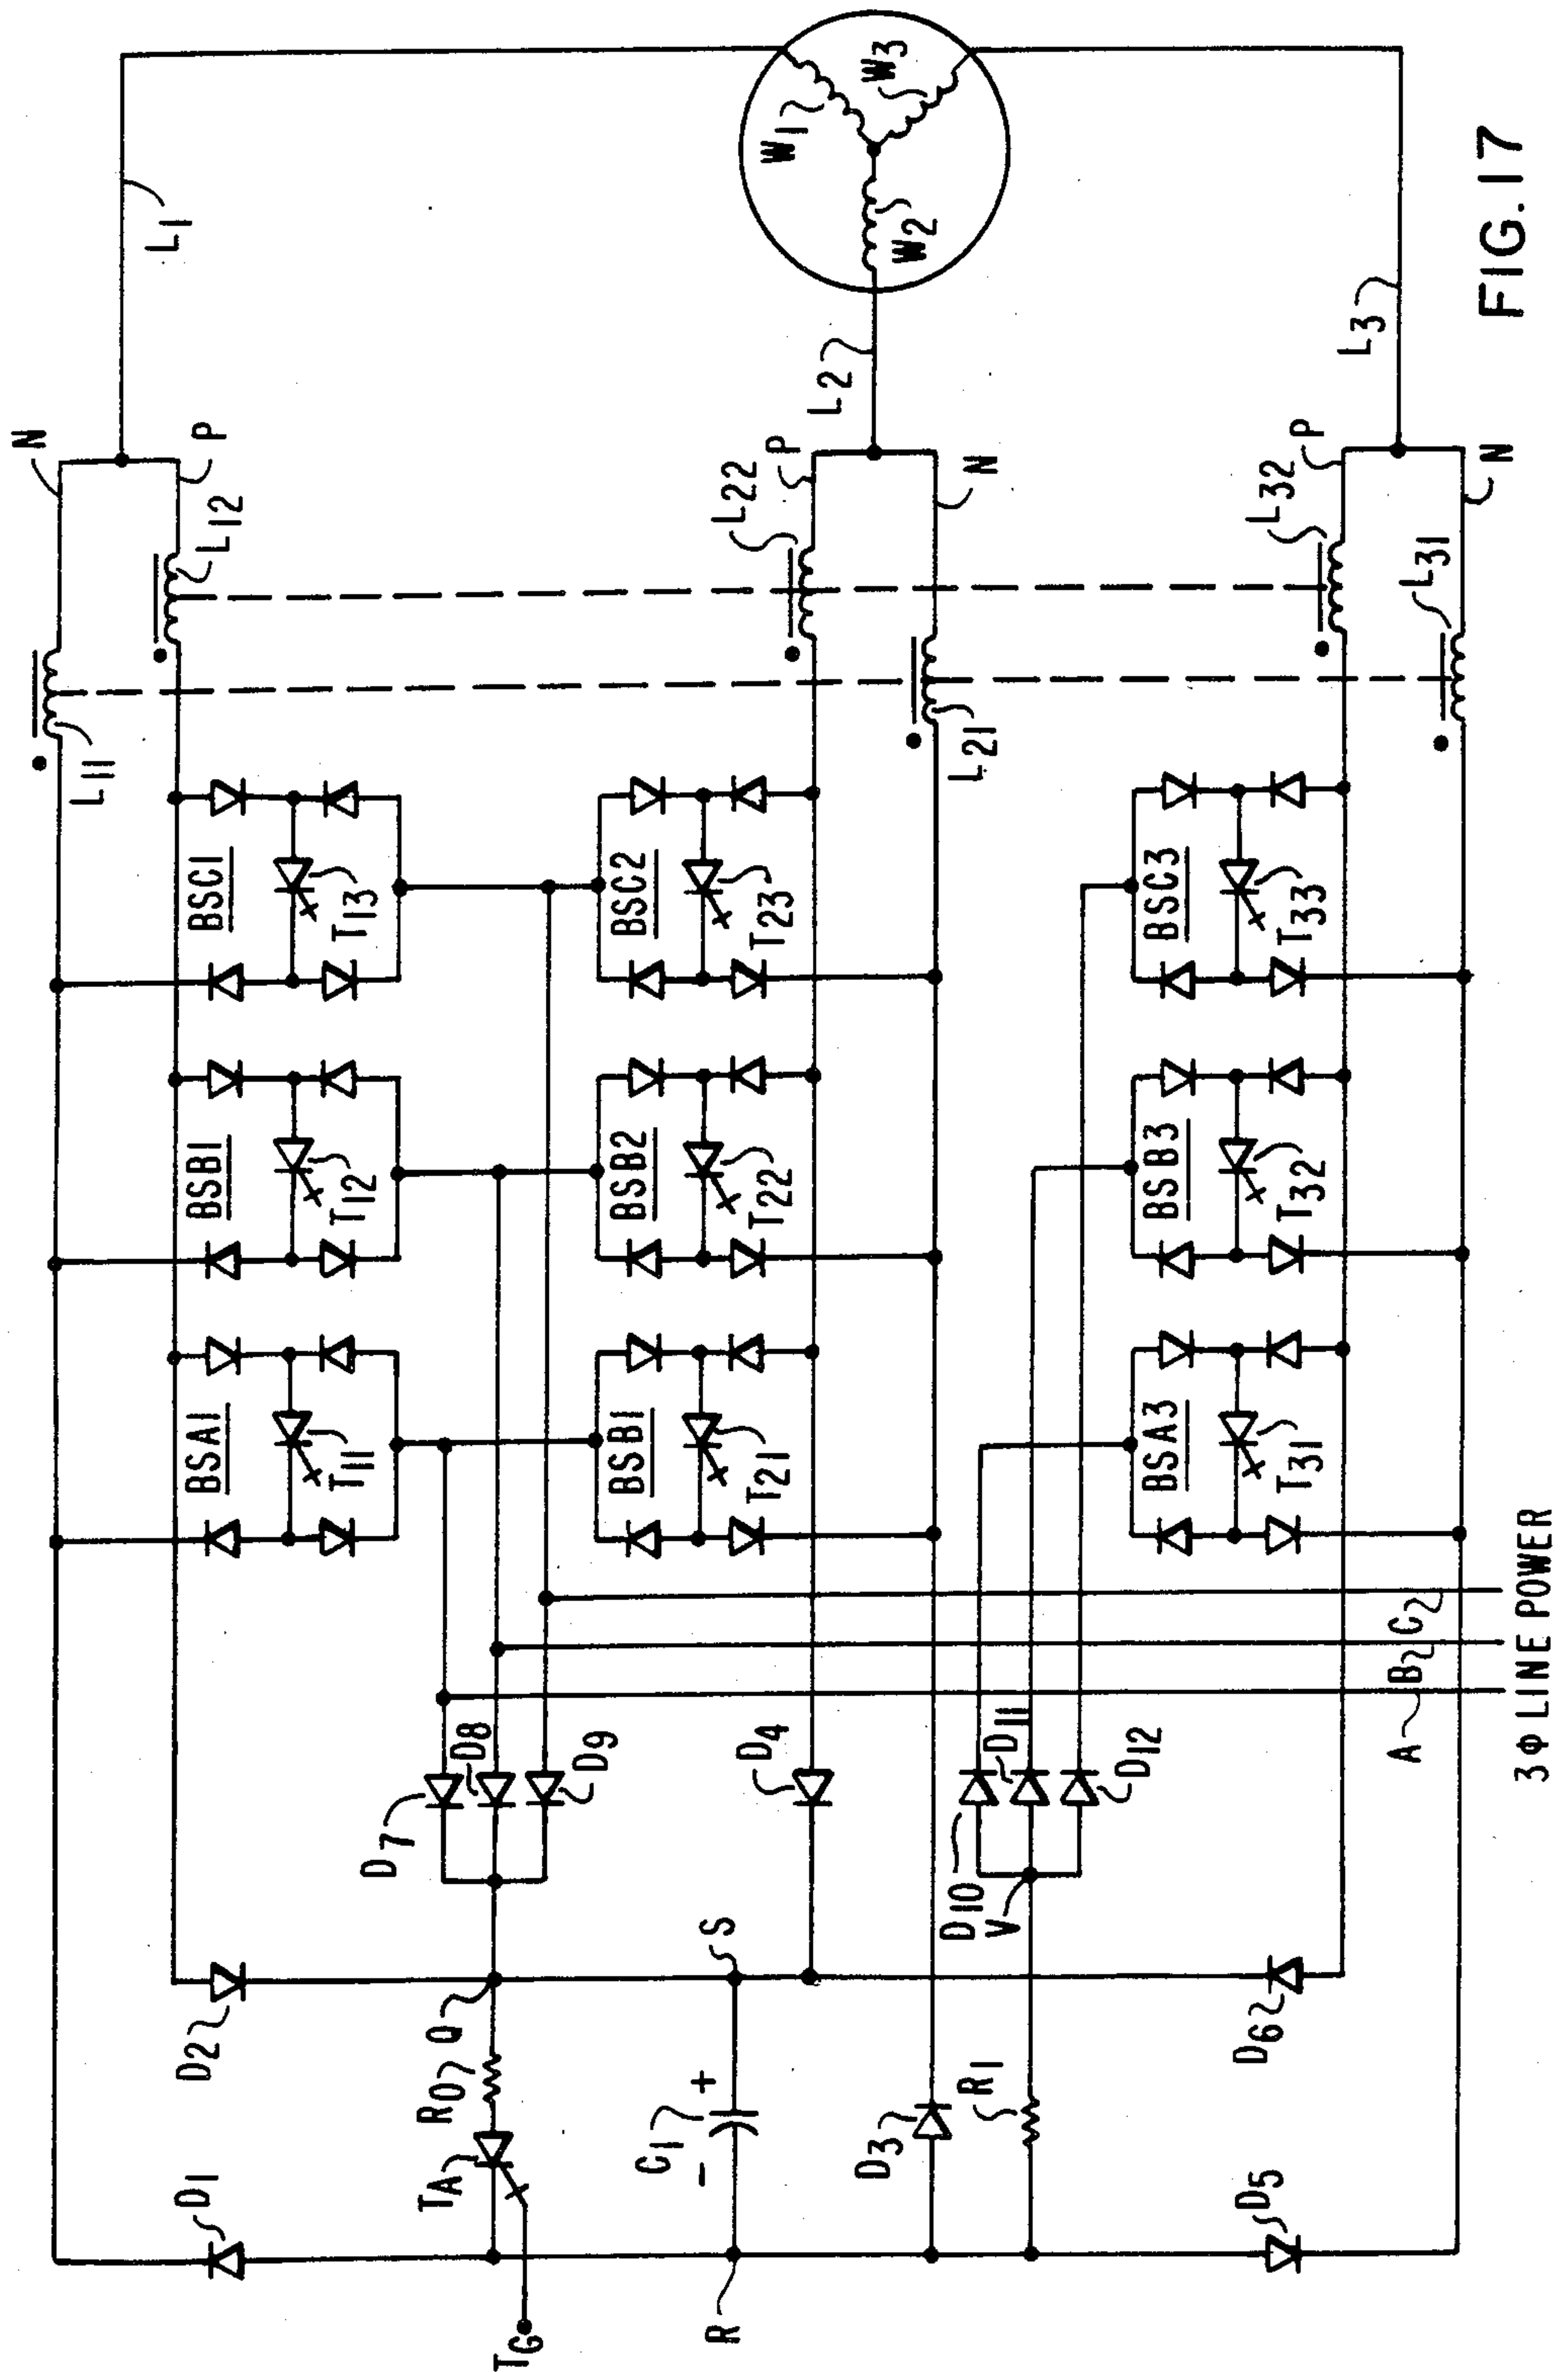 N
L1
P
L12
L11
W1
W3
W2
L2
P
L22
N
L21
L3
P
L32
N
L31
BSC1
T13
BSC2
T23
BSC3
T33
BSB1
T12
BSB2
T22
BSB3
T32
BSA1
T11
BSB1
T21
BSA3
T31
D7
D8
D9
D4
D10
D11
D12
V
A
B
C
3 Φ LINE POWER
D2
Q
RO
S
D6
D1
TA
TG
C1
+
−
R
D3
R1
D5
FIG.17